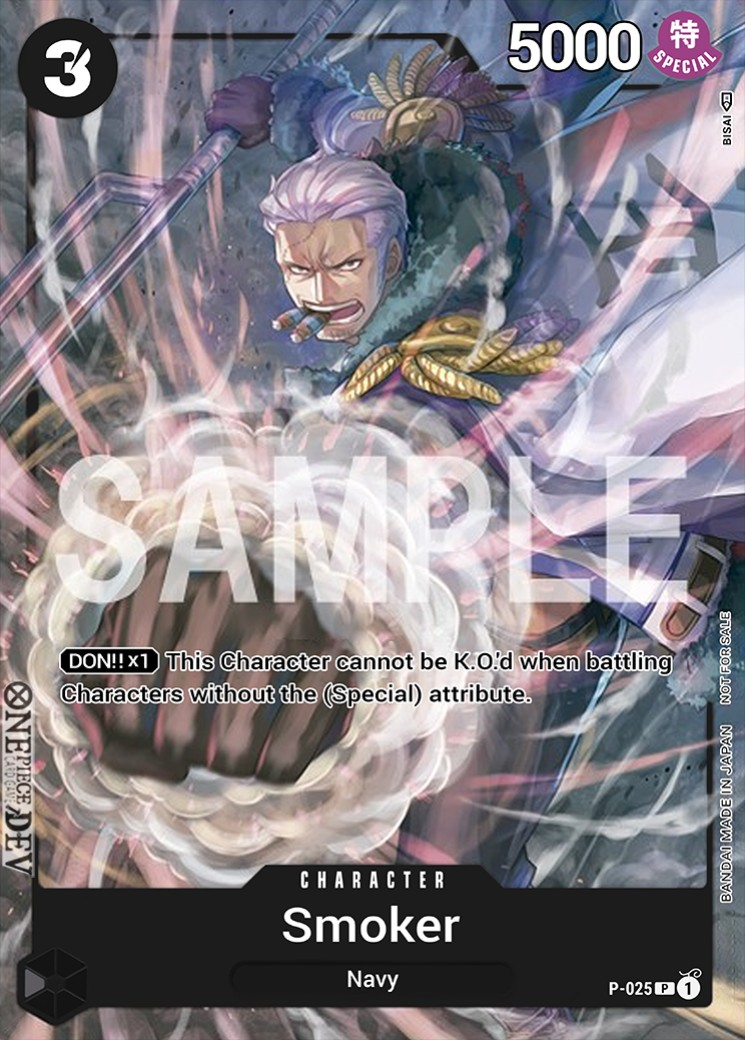 3
5000
特
SPECIAL
BISAI
SAMPLE
DON!! x1 This Character cannot be K.O.'d when battling
Characters without the (Special) attribute.
NOT FOR SALE
BANDAI MADE IN JAPAN
ONE PIECE
CARD GAME
DEV
CHARACTER
Smoker
Navy
P-025 P 1